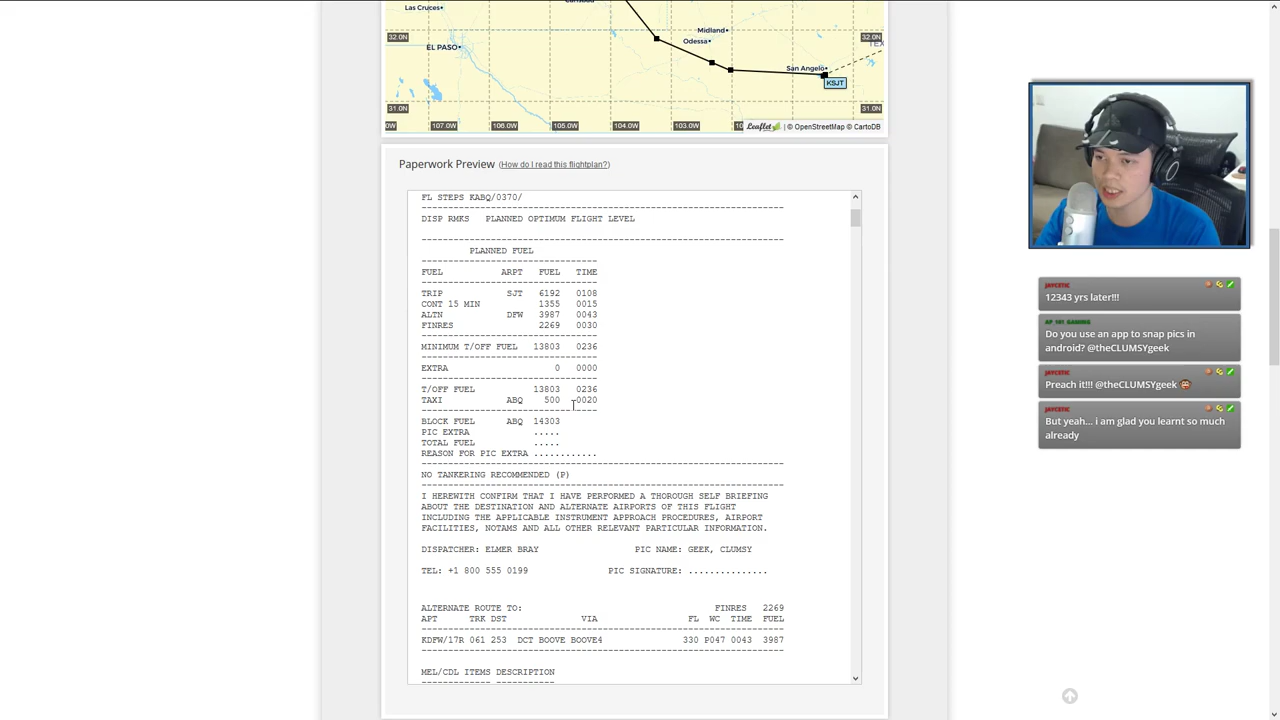 Las Cruces
32.0N
Midland
Odessa
32.0N
EL PASO
San Angelo
KSJT
31.0N
31.0N
0W
107.0W
106.0W
105.0W
104.0W
103.0W
10
Leaflet | © OpenStreetMap © CartoDB
Paperwork Preview (How do I read this flightplan?)
FL STEPS KABQ/0370/
DISP RMKS PLANNED OPTIMUM FLIGHT LEVEL
PLANNED FUEL
FUEL ARPT FUEL TIME
TRIP SJT 6192 0108
CONT 15 MIN 1355 0015
ALTN DFW 3987 0043
FINRES 2269 0030
MINIMUM T/OFF FUEL 13803 0236
EXTRA 0 0000
T/OFF FUEL 13803 0236
TAXI ABQ 500 0020
BLOCK FUEL ABQ 14303
PIC EXTRA .....
TOTAL FUEL .....
REASON FOR PIC EXTRA ............
NO TANKERING RECOMMENDED (P)
I HEREWITH CONFIRM THAT I HAVE PERFORMED A THOROUGH SELF BRIEFING
ABOUT THE DESTINATION AND ALTERNATE AIRPORTS OF THIS FLIGHT
INCLUDING THE APPLICABLE INSTRUMENT APPROACH PROCEDURES, AIRPORT
FACILITIES, NOTAMS AND ALL OTHER RELEVANT PARTICULAR INFORMATION.
DISPATCHER: ELMER BRAY PIC NAME: GEEK, CLUMSY
TEL: +1 800 555 0199 PIC SIGNATURE: ...............
ALTERNATE ROUTE TO: FINRES 2269
APT TRK DST VIA FL WC TIME FUEL
KDFW/17R 061 253 DCT BOOVE BOOVE4 330 P047 0043 3987
MEL/CDL ITEMS DESCRIPTION
JAYCETIC
12343 yrs later!!!
AP 101 GAMING
Do you use an app to snap pics in
android? @theCLUMSYgeek
JAYCETIC
Preach it!!! @theCLUMSYgeek
JAYCETIC
But yeah... i am glad you learnt so much
already